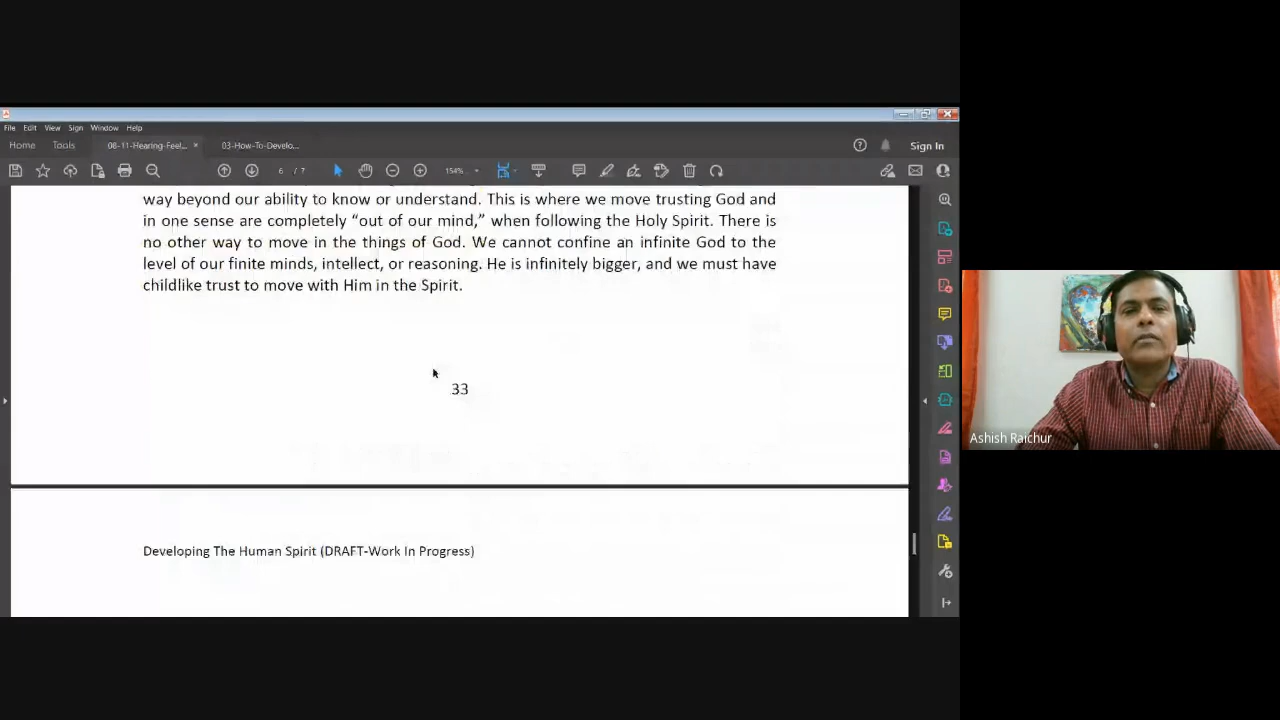 File Edit View Sign Window Help
Home Tools 08-11-Hearing-Feel... × 03-How-To-Develo... Sign In
6 / 7 154%
way beyond our ability to know or understand. This is where we move trusting God and
in one sense are completely “out of our mind,” when following the Holy Spirit. There is
no other way to move in the things of God. We cannot confine an infinite God to the
level of our finite minds, intellect, or reasoning. He is infinitely bigger, and we must have
childlike trust to move with Him in the Spirit.
33
Developing The Human Spirit (DRAFT-Work In Progress)
Ashish Raichur